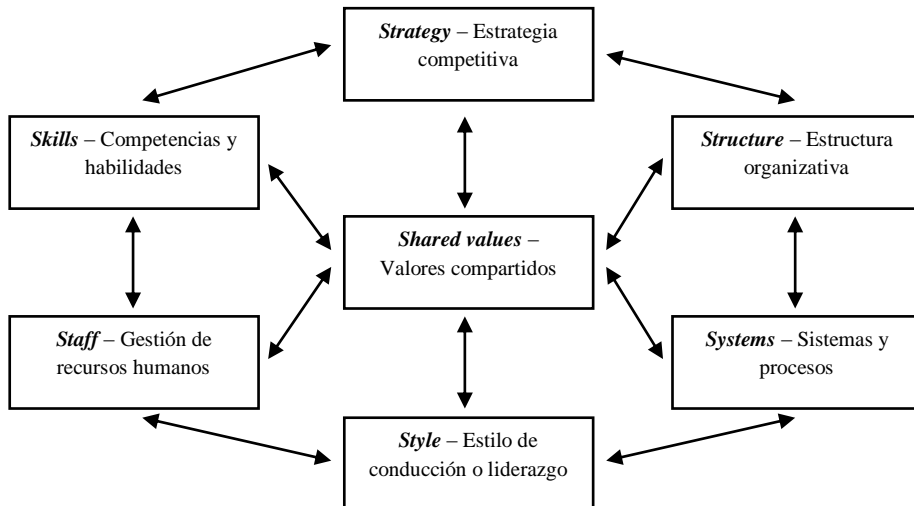 Strategy – Estrategia
competitiva
Skills – Competencias y
habilidades
Structure – Estructura
organizativa
Shared values –
Valores compartidos
Staff – Gestión de
recursos humanos
Systems – Sistemas y
procesos
Style – Estilo de
conducción o liderazgo